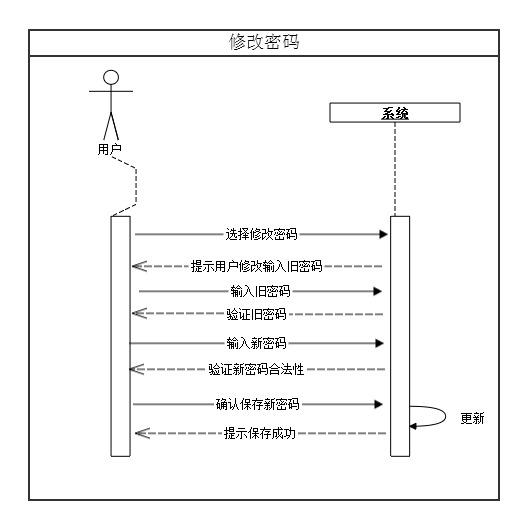 修改密码
系统
用户
选择修改密码
提示用户修改输入旧密码
输入旧密码
验证旧密码
输入新密码
验证新密码合法性
确认保存新密码
更新
提示保存成功